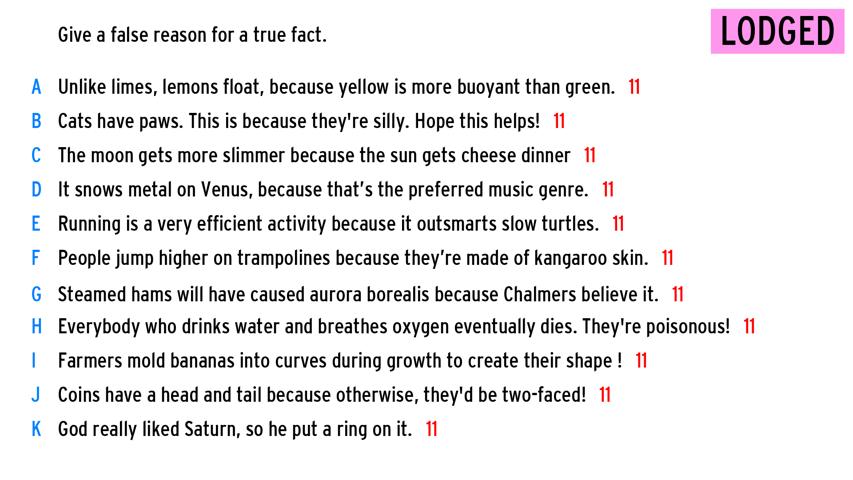 Give a false reason for a true fact.
LODGED
A Unlike limes, lemons float, because yellow is more buoyant than green. 11
B Cats have paws. This is because they're silly. Hope this helps! 11
C The moon gets more slimmer because the sun gets cheese dinner 11
D It snows metal on Venus, because that’s the preferred music genre. 11
E Running is a very efficient activity because it outsmarts slow turtles. 11
F People jump higher on trampolines because they’re made of kangaroo skin. 11
G Steamed hams will have caused aurora borealis because Chalmers believe it. 11
H Everybody who drinks water and breathes oxygen eventually dies. They're poisonous! 11
I Farmers mold bananas into curves during growth to create their shape ! 11
J Coins have a head and tail because otherwise, they'd be two-faced! 11
K God really liked Saturn, so he put a ring on it. 11